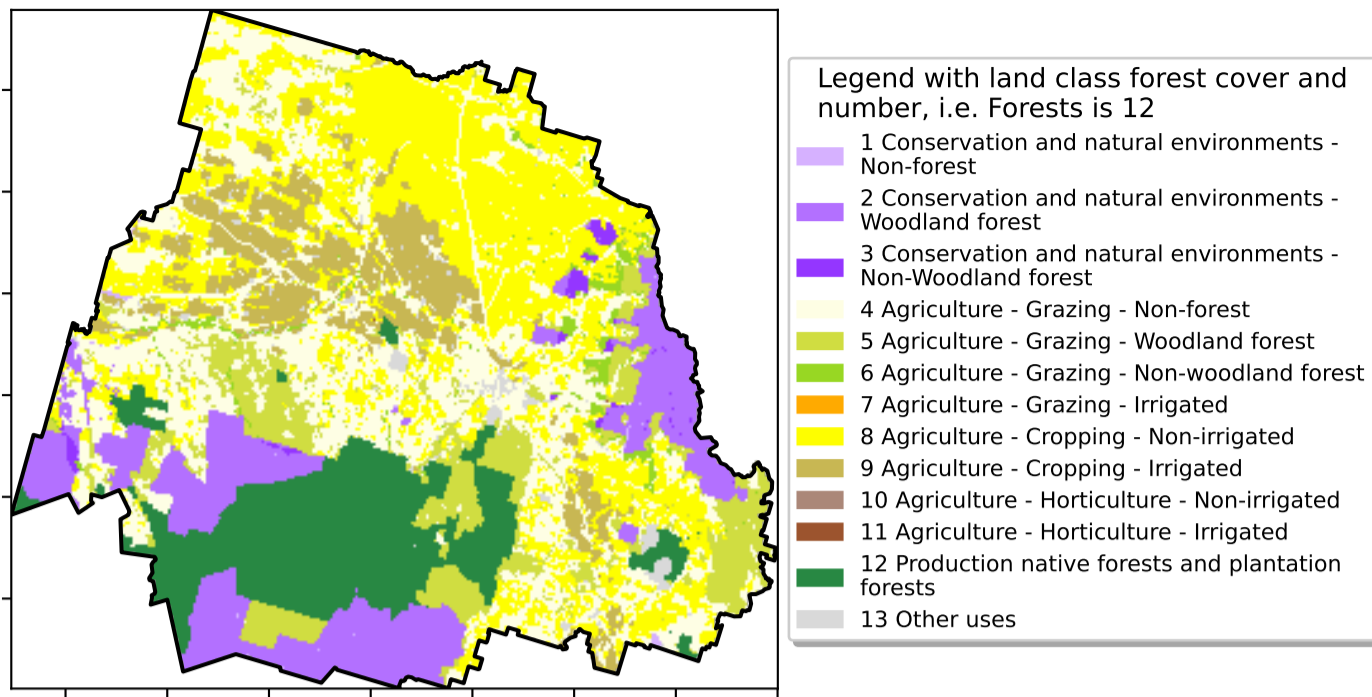 Legend with land class forest cover and
number, i.e. Forests is 12
1 Conservation and natural environments -
Non-forest
2 Conservation and natural environments -
Woodland forest
3 Conservation and natural environments -
Non-Woodland forest
4 Agriculture - Grazing - Non-forest
5 Agriculture - Grazing - Woodland forest
6 Agriculture - Grazing - Non-woodland forest
7 Agriculture - Grazing - Irrigated
8 Agriculture - Cropping - Non-irrigated
9 Agriculture - Cropping - Irrigated
10 Agriculture - Horticulture - Non-irrigated
11 Agriculture - Horticulture - Irrigated
12 Production native forests and plantation
forests
13 Other uses